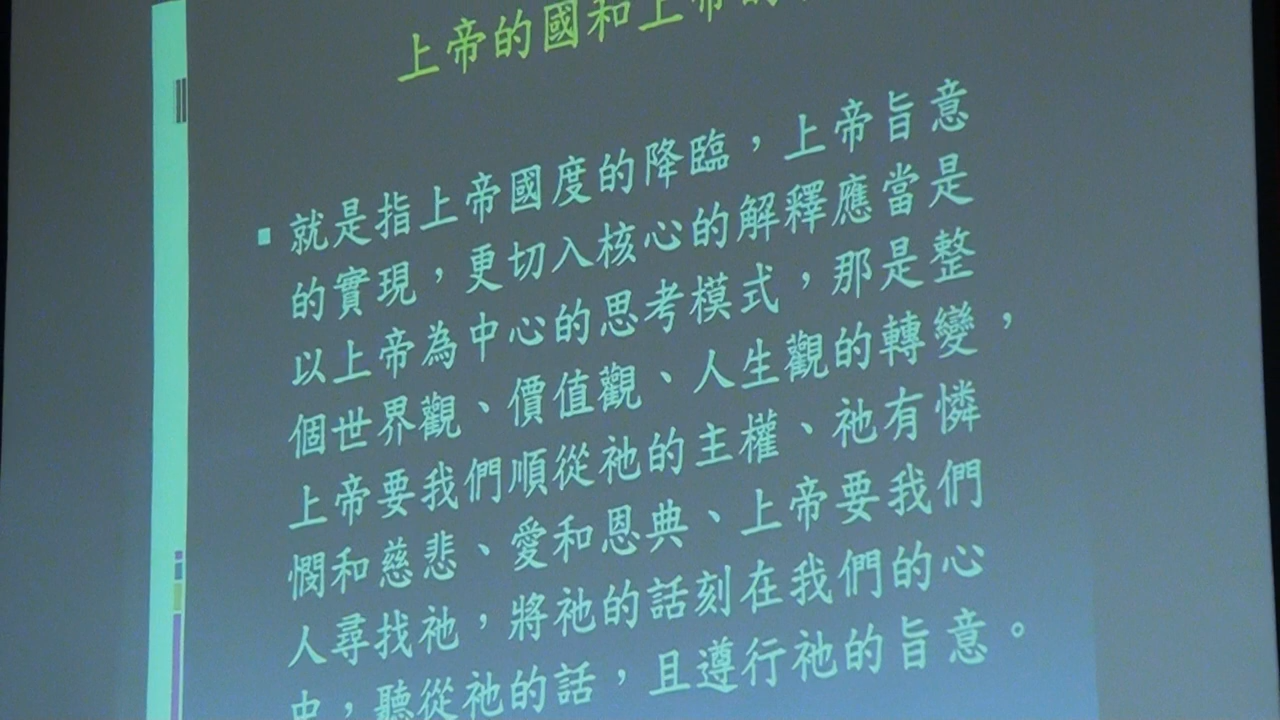 上帝的國和上帝的
就是指上帝國度的降臨，上帝旨意
的實現，更切入核心的解釋應當是
以上帝為中心的思考模式，那是整
個世界觀、價值觀、人生觀的轉變，
上帝要我們順從祂的主權、祂有憐
憫和慈悲、愛和恩典、上帝要我們
人尋找祂，將祂的話刻在我們的心
中，聽從祂的話，且遵行祂的旨意。